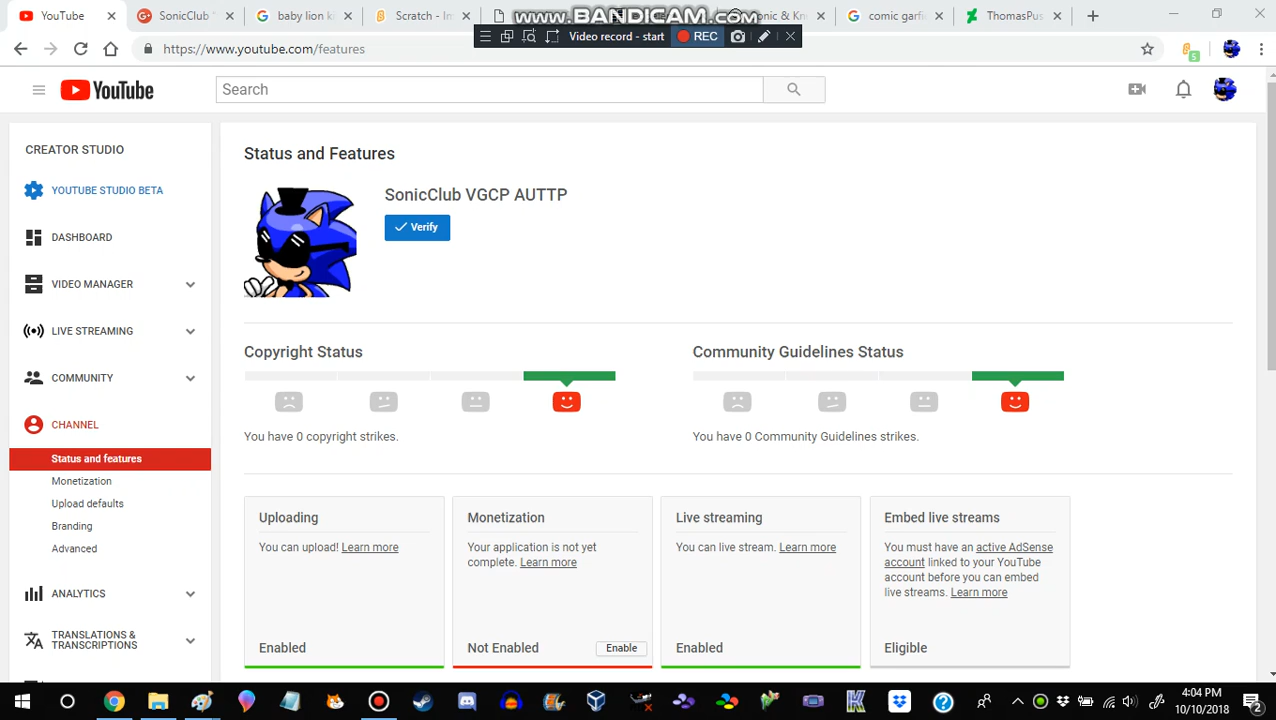 YouTube
SonicClub "
baby lion ki
Scratch - Im
nic & Kn
comic garfi
ThomasPus
www.BANDICAM.com
Video record - start
REC
https://www.youtube.com/features
5
YouTube
Search
CREATOR STUDIO
YOUTUBE STUDIO BETA
DASHBOARD
VIDEO MANAGER
LIVE STREAMING
COMMUNITY
CHANNEL
Status and features
Monetization
Upload defaults
Branding
Advanced
ANALYTICS
TRANSLATIONS &
TRANSCRIPTIONS
Status and Features
SonicClub VGCP AUTTP
Verify
Copyright Status
You have 0 copyright strikes.
Community Guidelines Status
You have 0 Community Guidelines strikes.
Uploading
You can upload! Learn more
Enabled
Monetization
Your application is not yet
complete. Learn more
Not Enabled
Enable
Live streaming
You can live stream. Learn more
Enabled
Embed live streams
You must have an active AdSense
account linked to your YouTube
account before you can embed
live streams. Learn more
Eligible
4:04 PM
10/10/2018
2